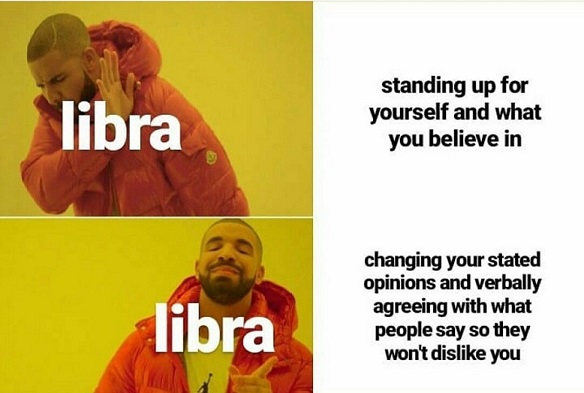 libra
standing up for
yourself and what
you believe in
libra
changing your stated
opinions and verbally
agreeing with what
people say so they
won't dislike you